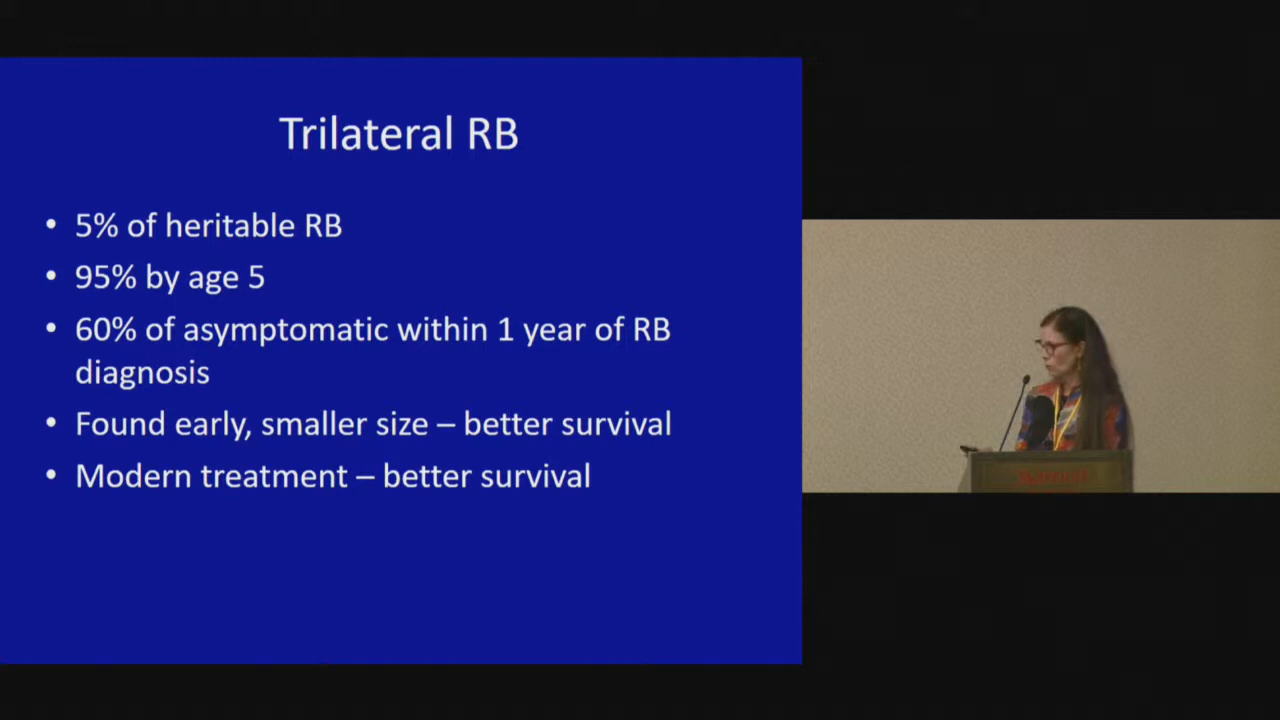 Trilateral RB
• 5% of heritable RB
• 95% by age 5
• 60% of asymptomatic within 1 year of RB
diagnosis
• Found early, smaller size – better survival
• Modern treatment – better survival